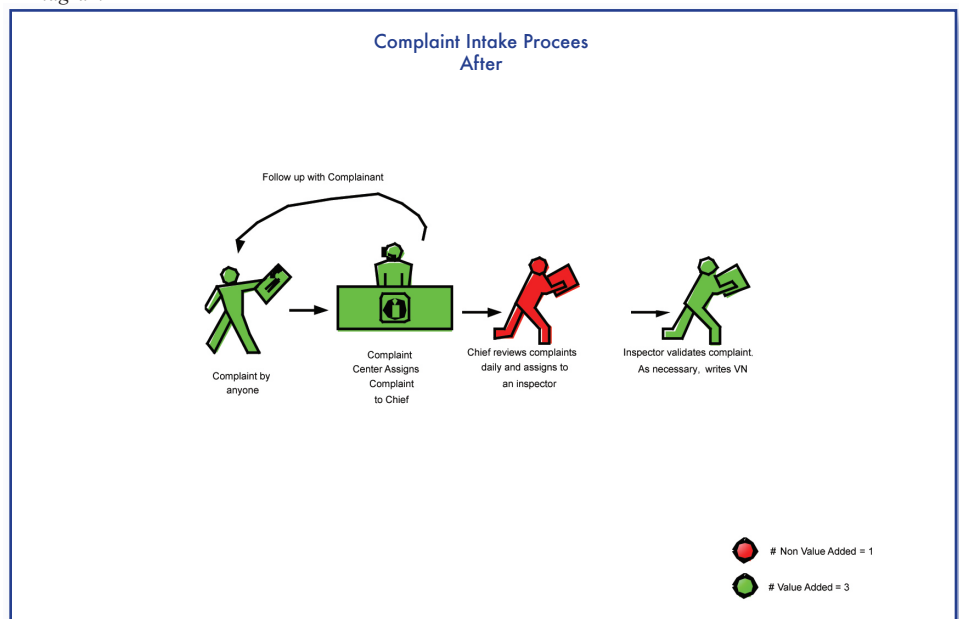 Complaint Intake Procees
After
Follow up with Complainant
Complaint by
anyone
Complaint
Center Assigns
Complaint
to Chief
Chief reviews complaints
daily and assigns to
an inspector
Inspector validates complaint.
As necessary, writes VN
# Non Value Added = 1
# Value Added = 3